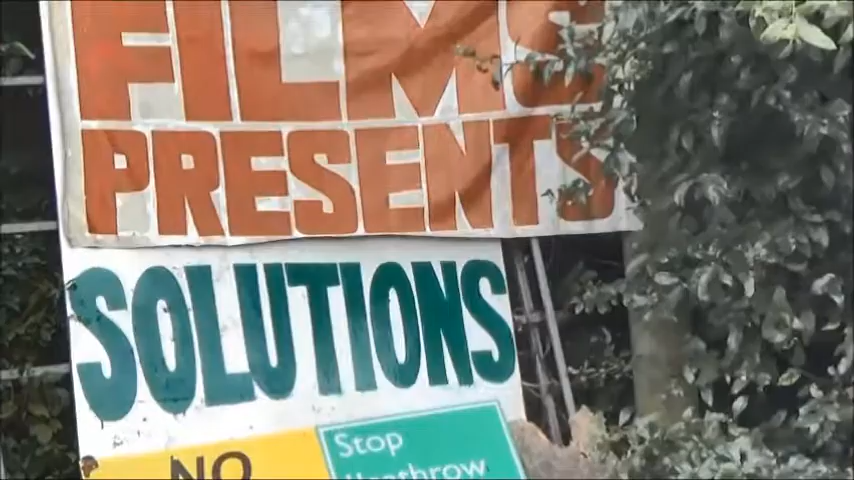 FILMS
PRESENTS
SOLUTIONS
NO
Stop
Heathrow